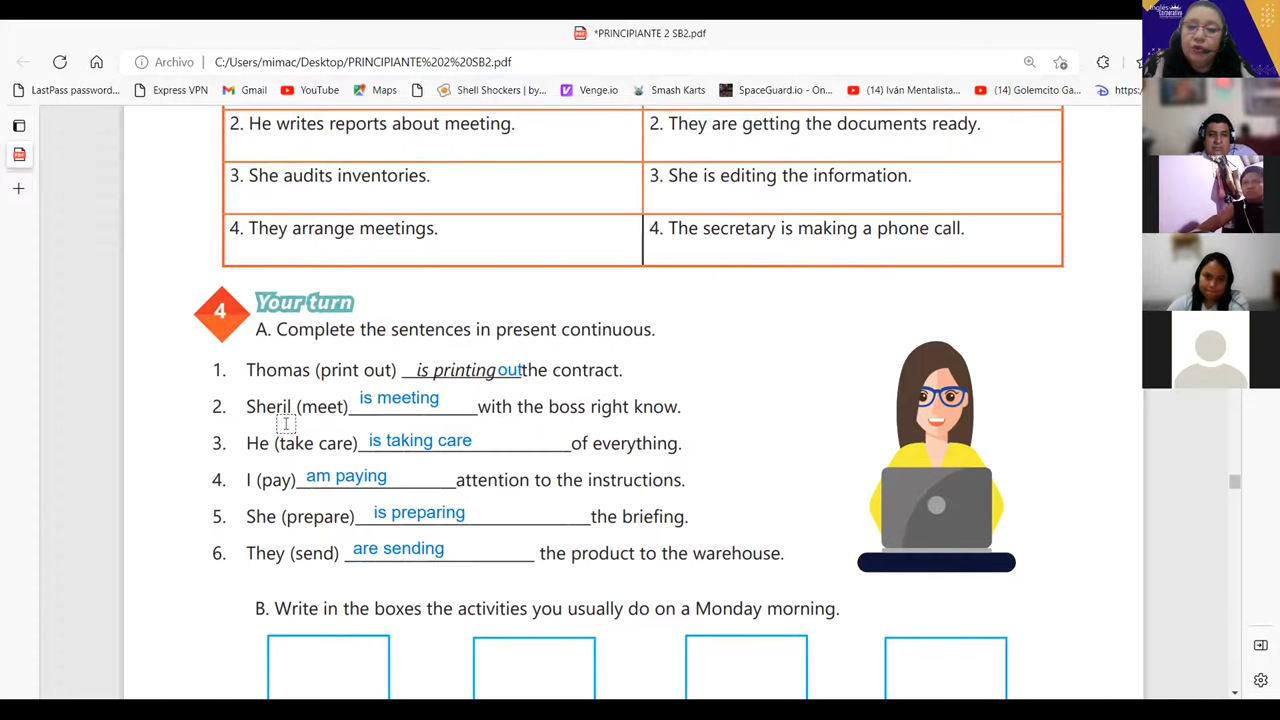 *PRINCIPIANTE 2 SB2.pdf
Archivo C:/Users/mimac/Desktop/PRINCIPIANTE%202%20SB2.pdf
LastPass password... Express VPN Gmail YouTube Maps Shell Shockers | by... Venge.io Smash Karts SpaceGuard.io - On... (14) Iván Mentalista... (14) Golemcito Gam... https:/
Inglés corporativo
2. He writes reports about meeting. 2. They are getting the documents ready.
3. She audits inventories. 3. She is editing the information.
4. They arrange meetings. 4. The secretary is making a phone call.
4 Your turn
A. Complete the sentences in present continuous.
1. Thomas (print out) is printing out the contract.
2. Sheril (meet) is meeting with the boss right know.
3. He (take care) is taking care of everything.
4. I (pay) am paying attention to the instructions.
5. She (prepare) is preparing the briefing.
6. They (send) are sending the product to the warehouse.
B. Write in the boxes the activities you usually do on a Monday morning.